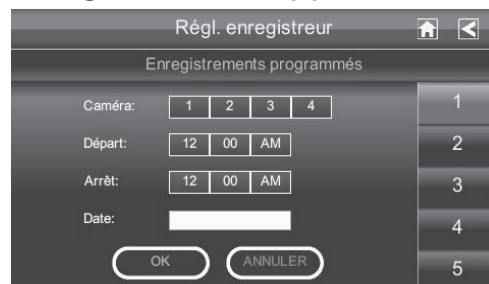 Régl. enregistreur
Enregistrements programmés
Caméra: 1 2 3 4
Départ: 12 00 AM
Arrêt: 12 00 AM
Date:
OK ANNULER
1
2
3
4
5